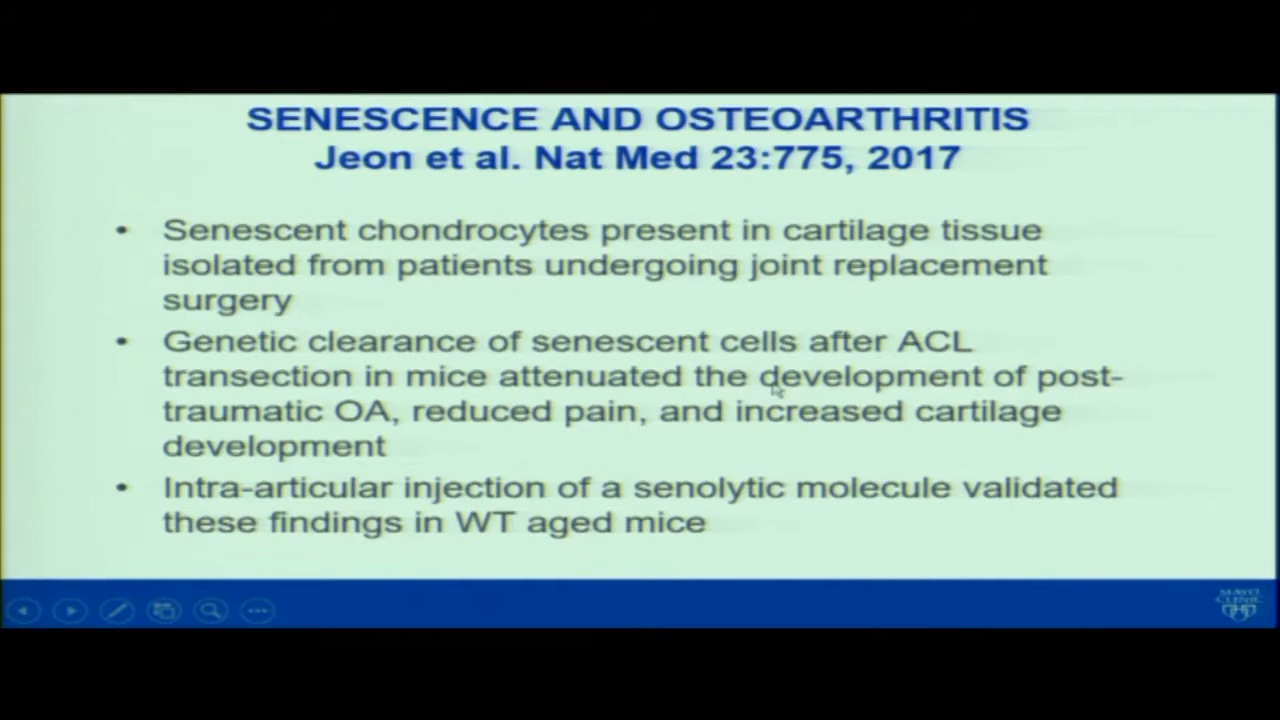 SENESCENCE AND OSTEOARTHRITIS
Jeon et al. Nat Med 23:775, 2017
• Senescent chondrocytes present in cartilage tissue
isolated from patients undergoing joint replacement
surgery
• Genetic clearance of senescent cells after ACL
transection in mice attenuated the development of post-
traumatic OA, reduced pain, and increased cartilage
development
• Intra-articular injection of a senolytic molecule validated
these findings in WT aged mice
MAYO
CLINIC